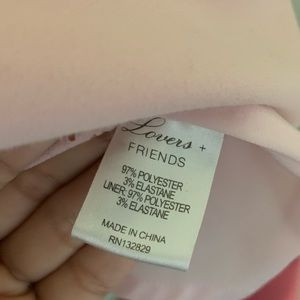 Lovers +
FRIENDS
97% POLYESTER
3% ELASTANE
LINER: 97% POLYESTER
3% ELASTANE
MADE IN CHINA
RN132829